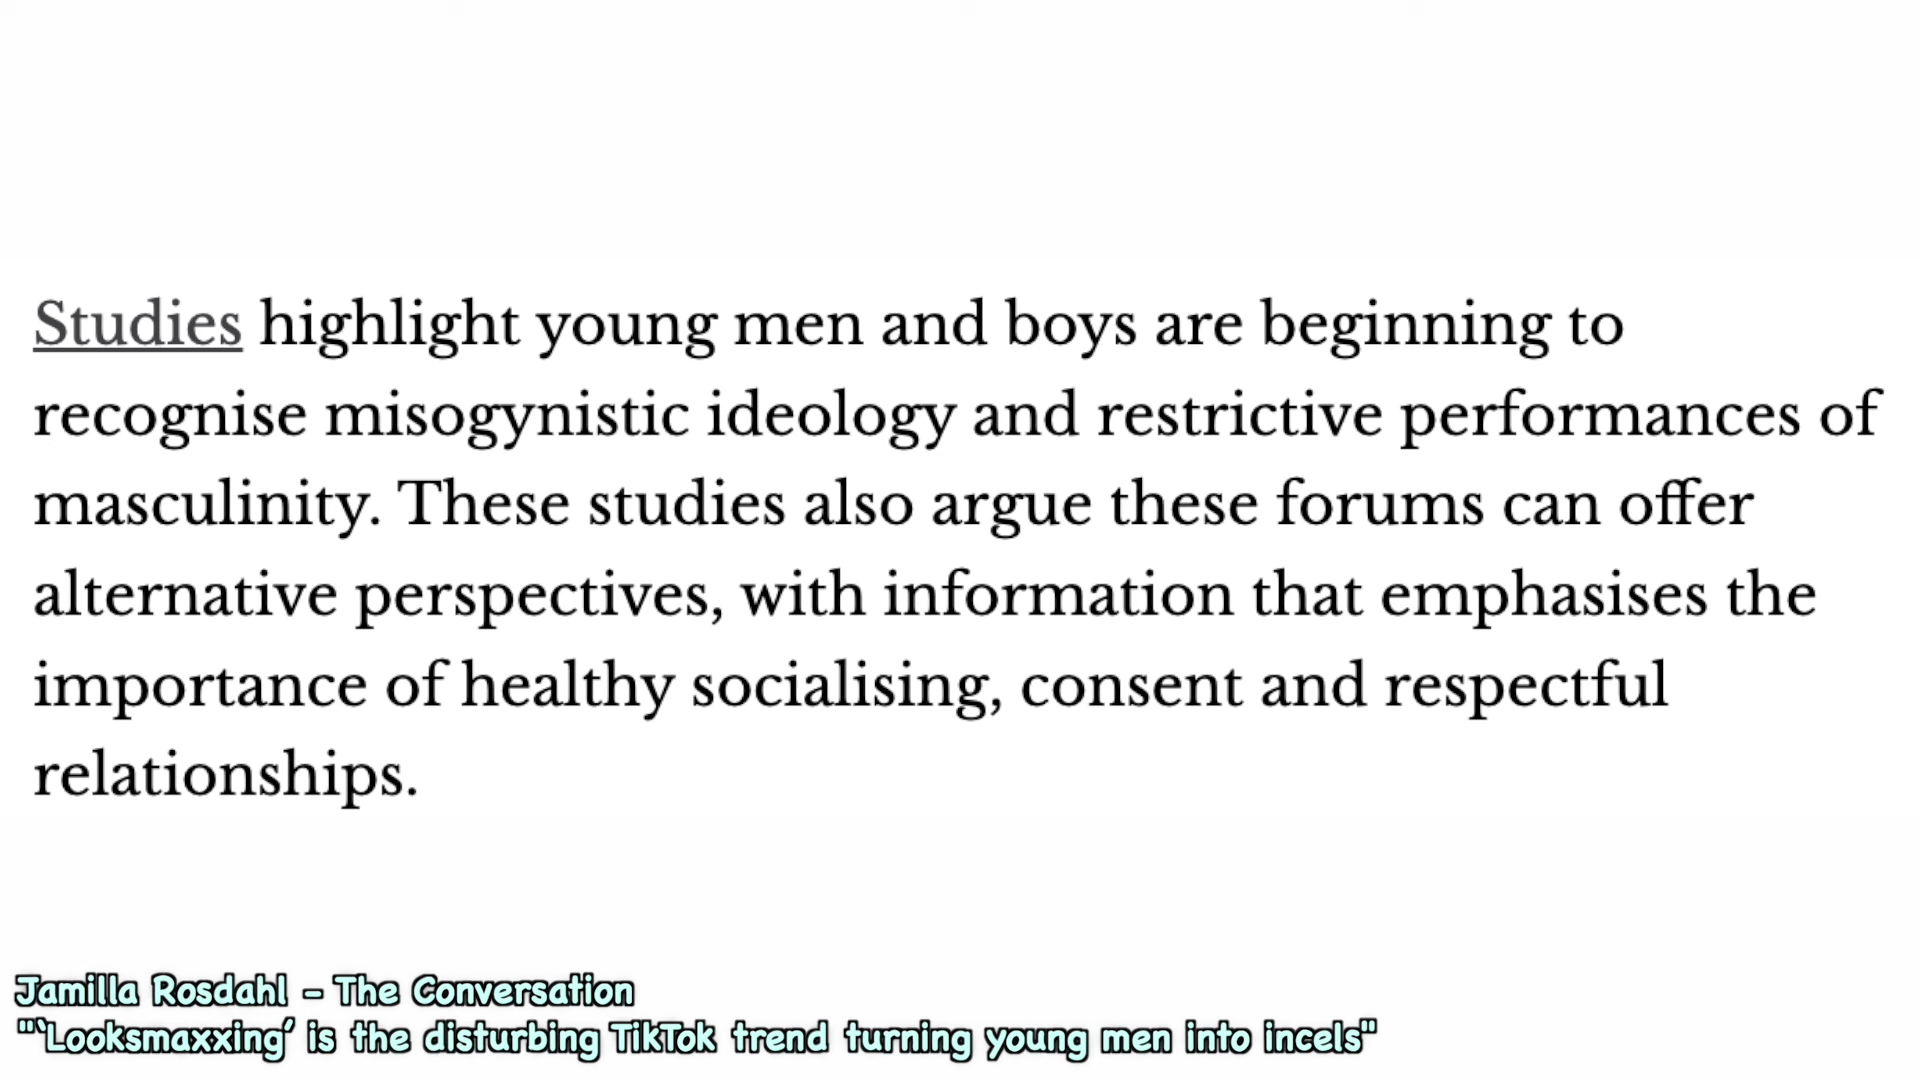 Studies highlight young men and boys are beginning to
recognise misogynistic ideology and restrictive performances of
masculinity. These studies also argue these forums can offer
alternative perspectives, with information that emphasises the
importance of healthy socialising, consent and respectful
relationships.
Jamilla Rosdahl - The Conversation
"‘Looksmaxxing’ is the disturbing TikTok trend turning young men into incels"